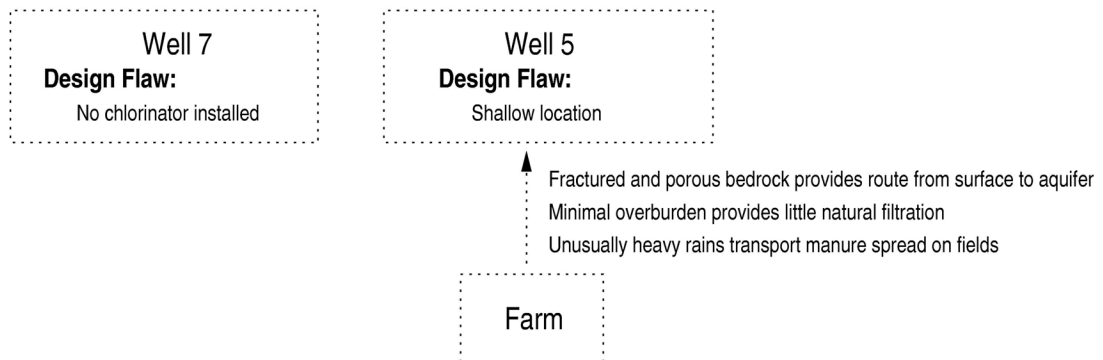 Well 7
Design Flaw:
No chlorinator installed
Well 5
Design Flaw:
Shallow location
Fractured and porous bedrock provides route from surface to aquifer
Minimal overburden provides little natural filtration
Unusually heavy rains transport manure spread on fields
Farm